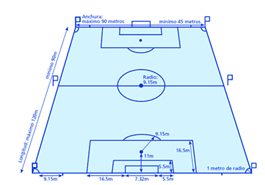 Anchura:
máximo 90 metros
mínimo 45 metros
mínimo 90m
Longitud: máximo 120m
Radio:
9.15m
9.15m
16.5m
11m
5.5m
1 metro de radio
9.15m
16.5m
7.32m
5.5m